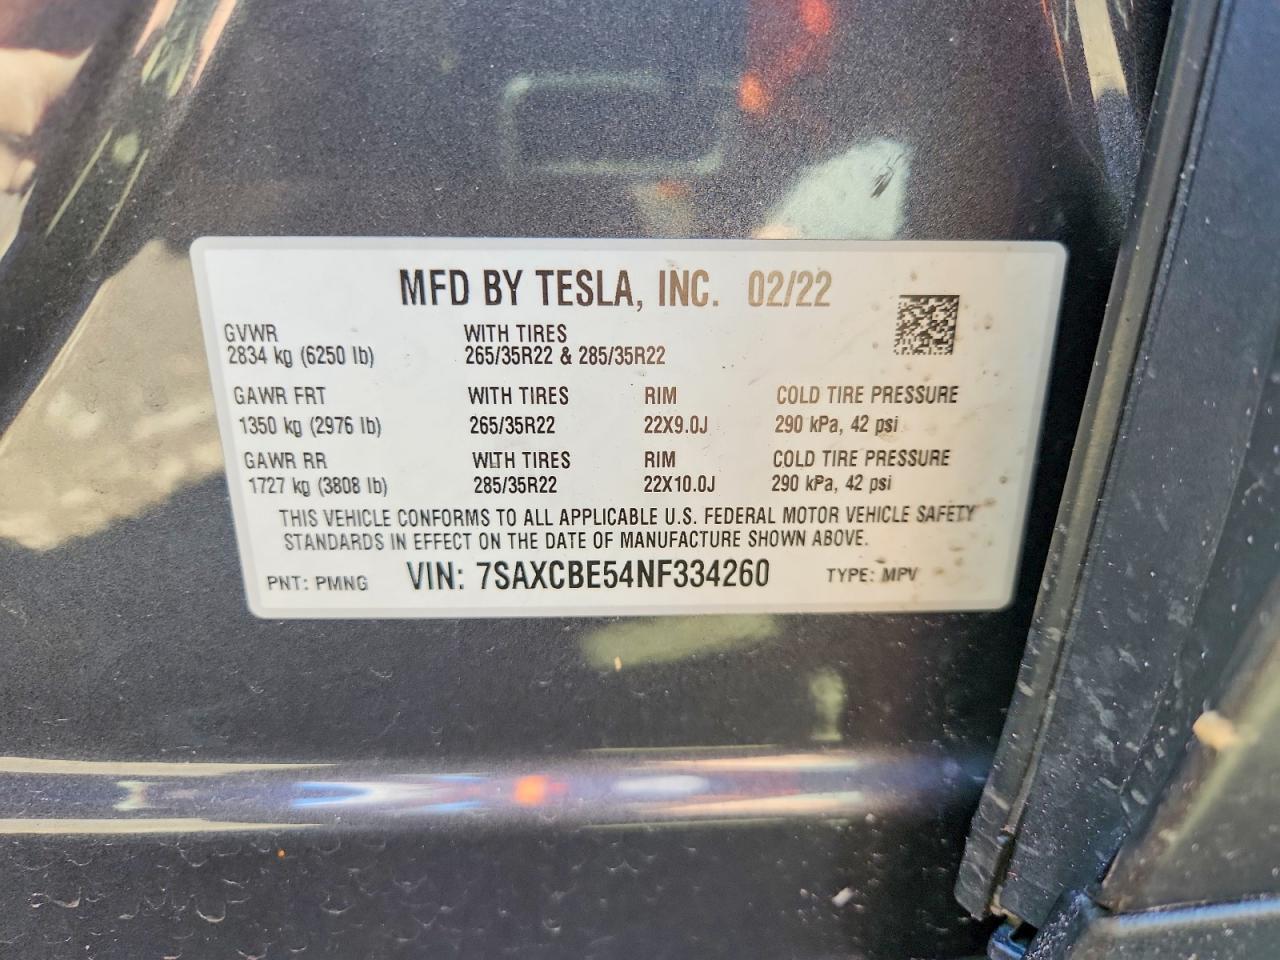 MFD BY TESLA, INC. 02/22
GVWR WITH TIRES
2834 kg (6250 lb) 265/35R22 & 285/35R22
GAWR FRT WITH TIRES RIM COLD TIRE PRESSURE
1350 kg (2976 lb) 265/35R22 22X9.0J 290 kPa, 42 psi
GAWR RR WITH TIRES RIM COLD TIRE PRESSURE
1727 kg (3808 lb) 285/35R22 22X10.0J 290 kPa, 42 psi
THIS VEHICLE CONFORMS TO ALL APPLICABLE U.S. FEDERAL MOTOR VEHICLE SAFETY
STANDARDS IN EFFECT ON THE DATE OF MANUFACTURE SHOWN ABOVE.
PNT: PMNG VIN: 7SAXCBE54NF334260 TYPE: MPV